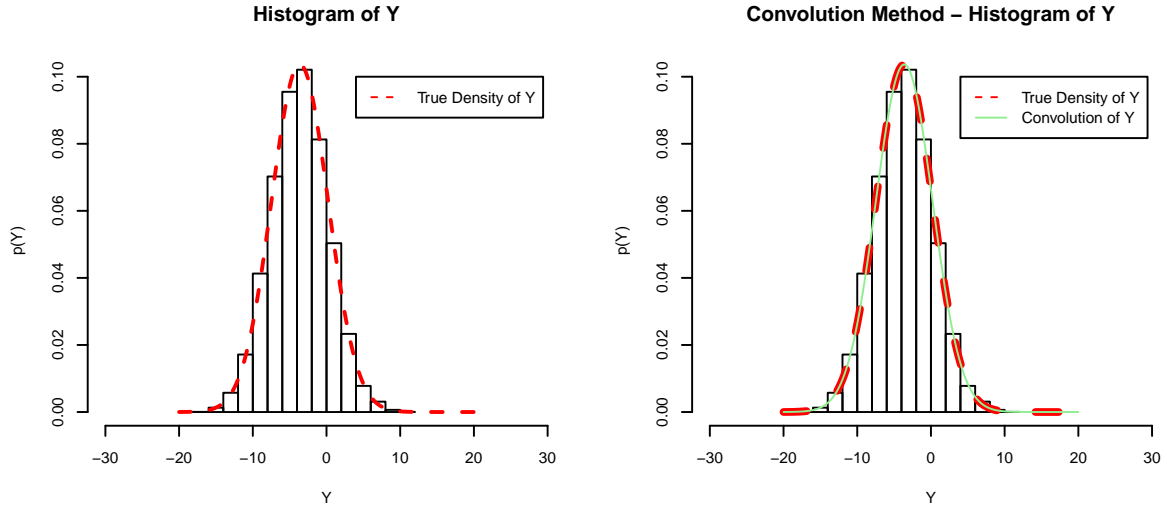 Histogram of Y
p(Y)
0.00 0.02 0.04 0.06 0.08 0.10
True Density of Y
−30 −20 −10 0 10 20 30
Y
Convolution Method − Histogram of Y
p(Y)
0.00 0.02 0.04 0.06 0.08 0.10
True Density of Y
Convolution of Y
−30 −20 −10 0 10 20 30
Y